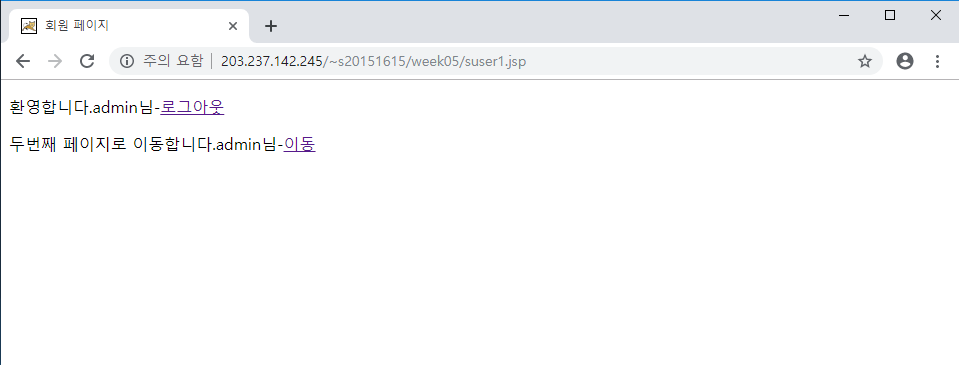 회원 페이지
주의 요함 | 203.237.142.245/~s20151615/week05/suser1.jsp
환영합니다.admin님-로그아웃
두번째 페이지로 이동합니다.admin님-이동